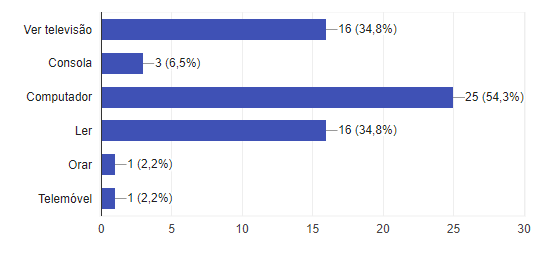 Ver televisão
16 (34,8%)
Consola
3 (6,5%)
Computador
25 (54,3%)
Ler
16 (34,8%)
Orar
1 (2,2%)
Telemóvel
1 (2,2%)
0 5 10 15 20 25 30